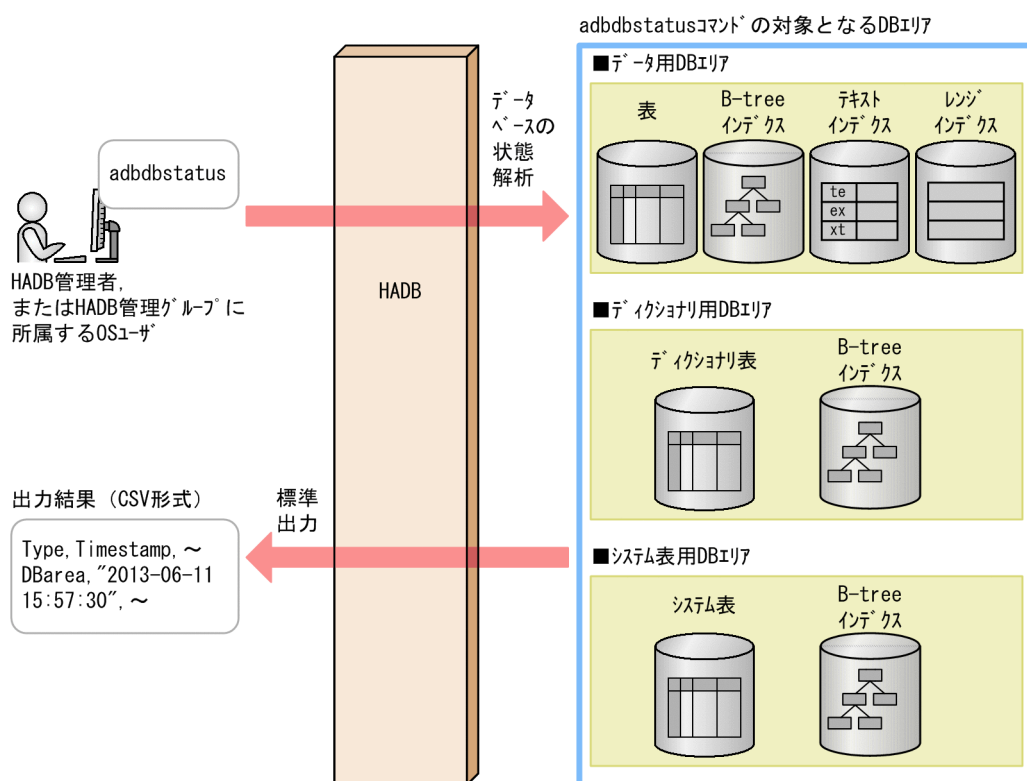 adbdbstatusコマンドの対象となるDBエリア
■データ用DBエリア
表
B-tree
インデクス
テキスト
インデクス
レンジ
インデクス
te
ex
xt
データ
ベースの
状態
解析
adbdbstatus
HADB管理者,
またはHADB管理グループに
所属するOSユーザ
HADB
■ディクショナリ用DBエリア
ディクショナリ表
B-tree
インデクス
出力結果（CSV形式）
標準
出力
Type,Timestamp,～
DBarea,"2013-06-11
15:57:30",～
■システム表用DBエリア
システム表
B-tree
インデクス